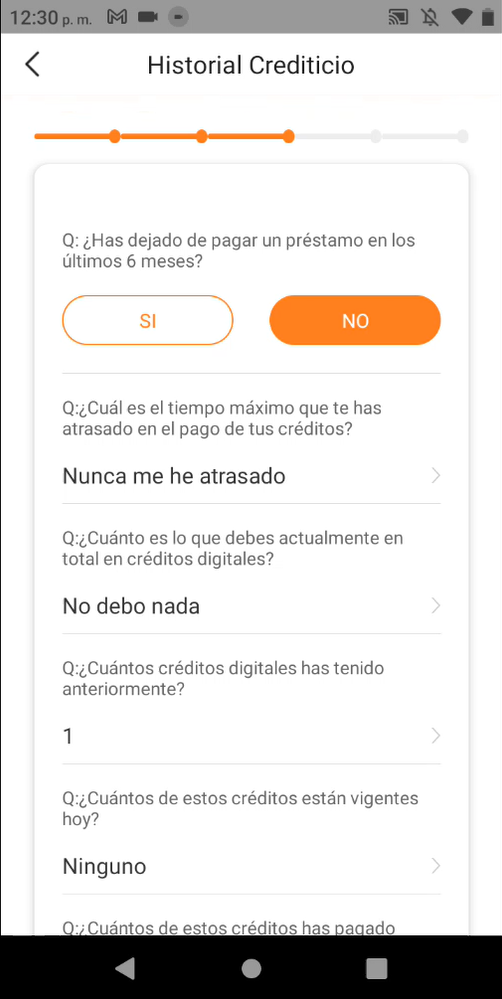 12:30 p. m.
Historial Crediticio
Q: ¿Has dejado de pagar un préstamo en los
últimos 6 meses?
SI
NO
Q:¿Cuál es el tiempo máximo que te has
atrasado en el pago de tus créditos?
Nunca me he atrasado
Q:¿Cuánto es lo que debes actualmente en
total en créditos digitales?
No debo nada
Q:¿Cuántos créditos digitales has tenido
anteriormente?
1
Q:¿Cuántos de estos créditos están vigentes
hoy?
Ninguno
Q:¿Cuántos de estos créditos has pagado